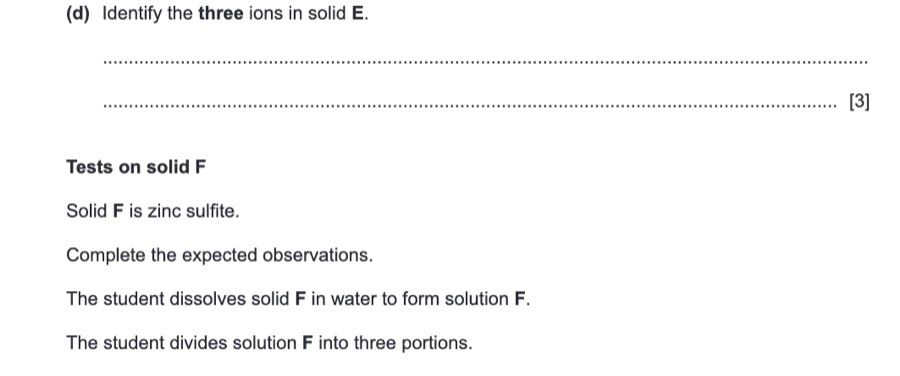 (d) Identify the three ions in solid E.
..........................................................................................
.......................................................................................... [3]
Tests on solid F
Solid F is zinc sulfite.
Complete the expected observations.
The student dissolves solid F in water to form solution F.
The student divides solution F into three portions.